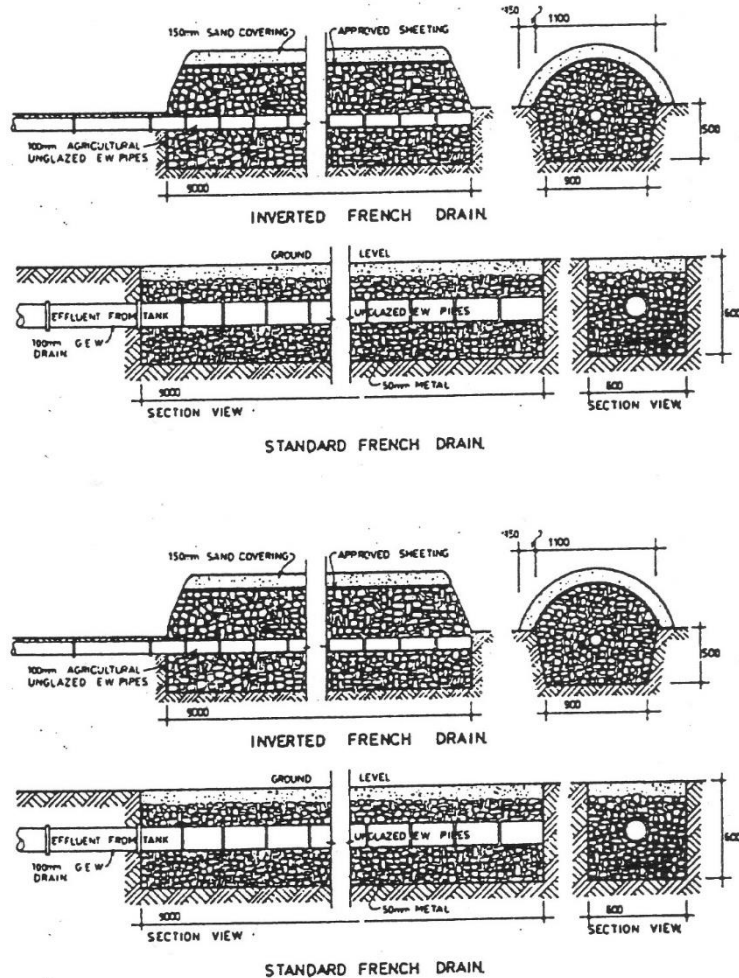 150mm SAND COVERING
APPROVED SHEETING
150
1100
100mm AGRICULTURAL
UNGLAZED EW PIPES
9000
500
900
INVERTED FRENCH DRAIN.
GROUND LEVEL
EFFLUENT FROM TANK
UNGLAZED EW PIPES
100mm G.E.W
DRAIN
50mm METAL
600
9000
600
SECTION VIEW
SECTION VIEW.
STANDARD FRENCH DRAIN.
150mm SAND COVERING
APPROVED SHEETING
150
1100
100mm AGRICULTURAL
UNGLAZED EW PIPES
9000
500
900
INVERTED FRENCH DRAIN.
GROUND LEVEL
EFFLUENT FROM TANK
UNGLAZED EW PIPES
100mm G.E.W
DRAIN
50mm METAL
600
9000
600
SECTION VIEW
SECTION VIEW.
STANDARD FRENCH DRAIN.